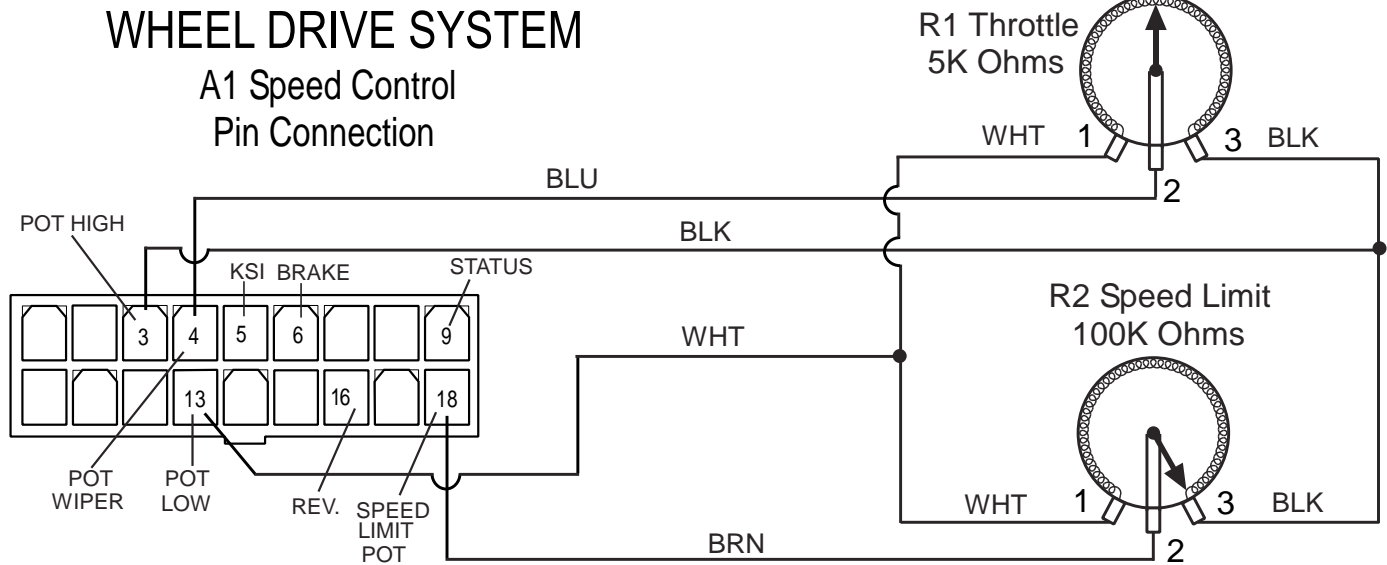 WHEEL DRIVE SYSTEM
A1 Speed Control
Pin Connection
R1 Throttle
5K Ohms
WHT
1
3
BLK
2
BLU
BLK
POT HIGH
KSI
BRAKE
STATUS
3
4
5
6
9
13
16
18
WHT
R2 Speed Limit
100K Ohms
POT
WIPER
POT
LOW
REV.
SPEED
LIMIT
POT
WHT
1
3
BLK
2
BRN